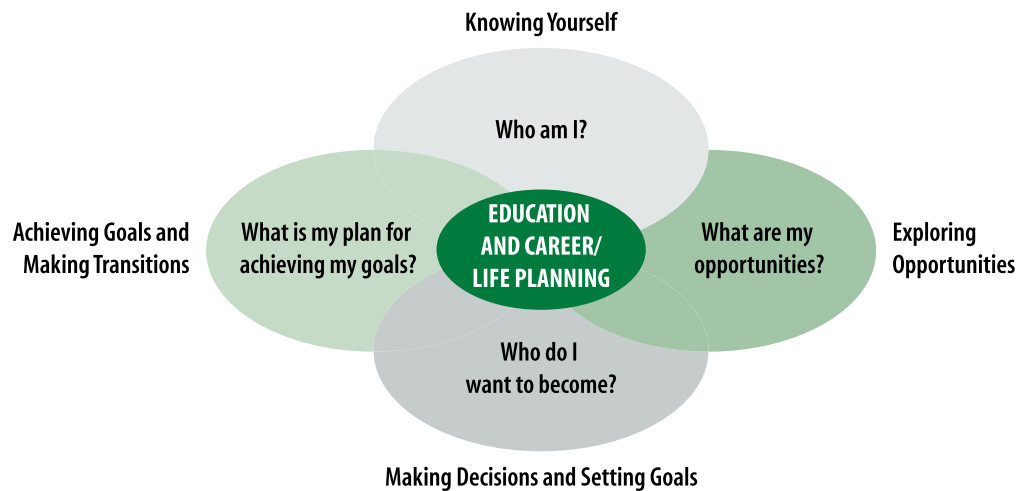 Knowing Yourself
Who am I?
Achieving Goals and
Making Transitions
What is my plan for
achieving my goals?
EDUCATION
AND CAREER/
LIFE PLANNING
What are my
opportunities?
Exploring
Opportunities
Who do I
want to become?
Making Decisions and Setting Goals